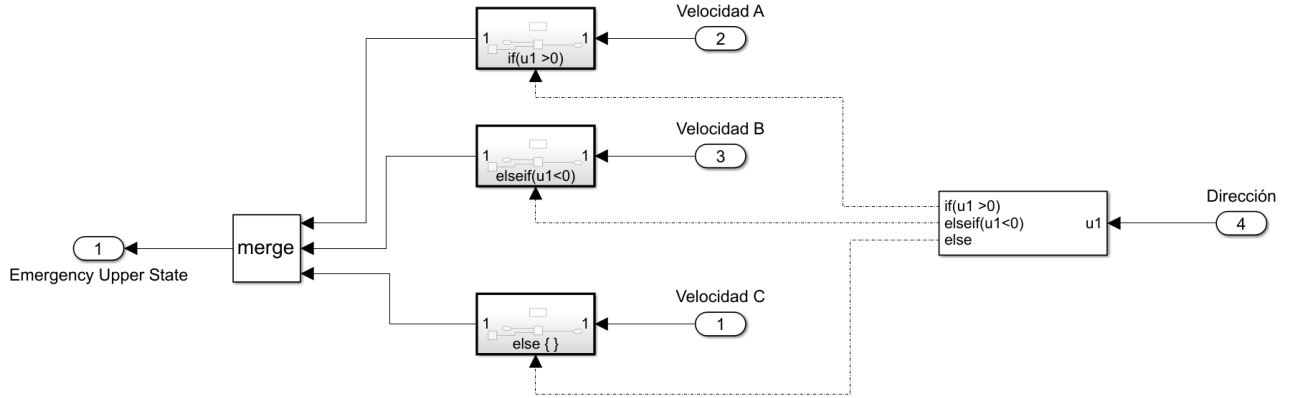 Velocidad A
1
1
2
if(u1 >0)
Velocidad B
1
1
3
elseif(u1<0)
if(u1 >0)
elseif(u1<0)
else
u1
Dirección
4
merge
1
Emergency Upper State
Velocidad C
1
1
1
else { }